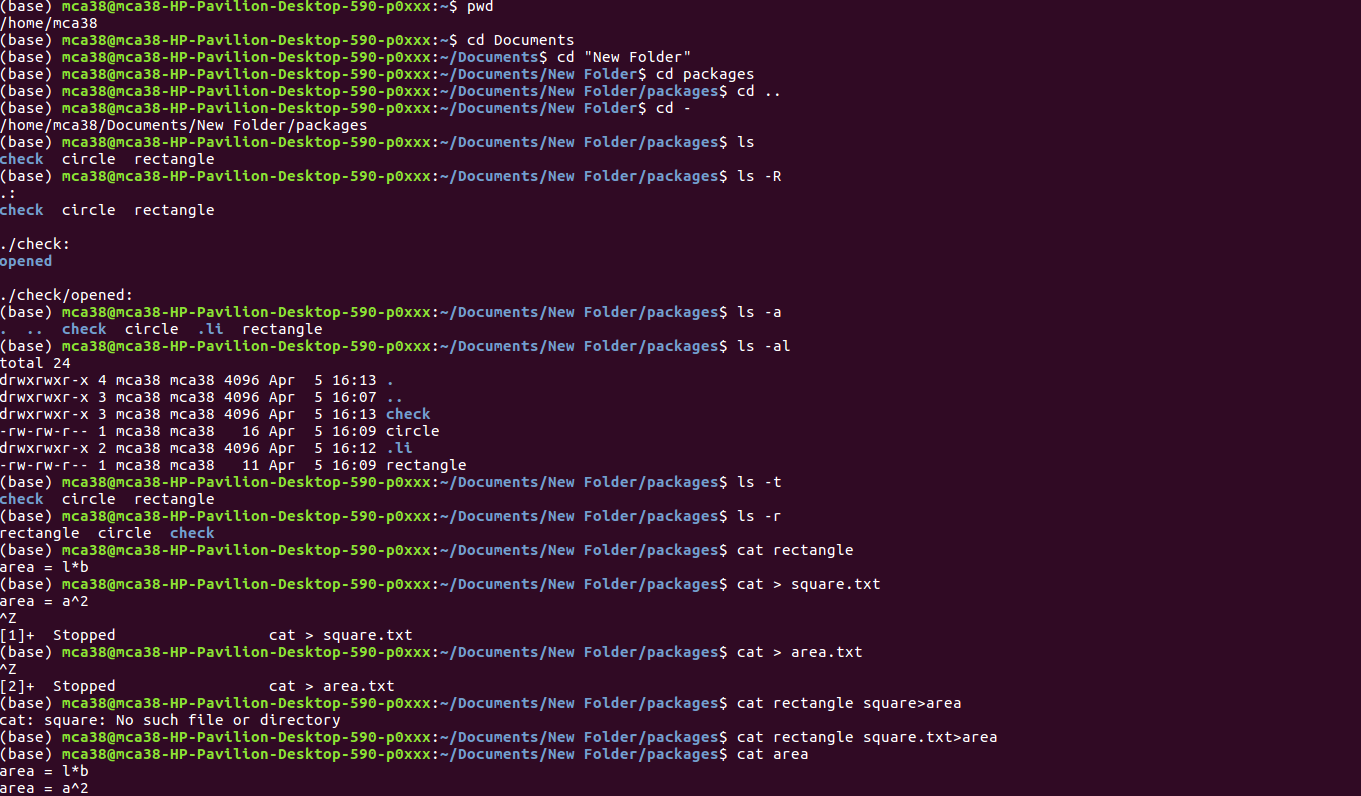 (base) mca38@mca38-HP-Pavilion-Desktop-590-p0xxx:~$ pwd
/home/mca38
(base) mca38@mca38-HP-Pavilion-Desktop-590-p0xxx:~$ cd Documents
(base) mca38@mca38-HP-Pavilion-Desktop-590-p0xxx:~/Documents$ cd "New Folder"
(base) mca38@mca38-HP-Pavilion-Desktop-590-p0xxx:~/Documents/New Folder$ cd packages
(base) mca38@mca38-HP-Pavilion-Desktop-590-p0xxx:~/Documents/New Folder/packages$ cd ..
(base) mca38@mca38-HP-Pavilion-Desktop-590-p0xxx:~/Documents/New Folder$ cd -
/home/mca38/Documents/New Folder/packages
(base) mca38@mca38-HP-Pavilion-Desktop-590-p0xxx:~/Documents/New Folder/packages$ ls
check  circle  rectangle
(base) mca38@mca38-HP-Pavilion-Desktop-590-p0xxx:~/Documents/New Folder/packages$ ls -R
.:
check  circle  rectangle

./check:
opened

./check/opened:
(base) mca38@mca38-HP-Pavilion-Desktop-590-p0xxx:~/Documents/New Folder/packages$ ls -a
.  ..  check  circle  .li  rectangle
(base) mca38@mca38-HP-Pavilion-Desktop-590-p0xxx:~/Documents/New Folder/packages$ ls -al
total 24
drwxrwxr-x 4 mca38 mca38 4096 Apr  5 16:13 .
drwxrwxr-x 3 mca38 mca38 4096 Apr  5 16:07 ..
drwxrwxr-x 3 mca38 mca38 4096 Apr  5 16:13 check
-rw-rw-r-- 1 mca38 mca38   16 Apr  5 16:09 circle
drwxrwxr-x 2 mca38 mca38 4096 Apr  5 16:12 .li
-rw-rw-r-- 1 mca38 mca38   11 Apr  5 16:09 rectangle
(base) mca38@mca38-HP-Pavilion-Desktop-590-p0xxx:~/Documents/New Folder/packages$ ls -t
check  circle  rectangle
(base) mca38@mca38-HP-Pavilion-Desktop-590-p0xxx:~/Documents/New Folder/packages$ ls -r
rectangle  circle  check
(base) mca38@mca38-HP-Pavilion-Desktop-590-p0xxx:~/Documents/New Folder/packages$ cat rectangle
area = l*b
(base) mca38@mca38-HP-Pavilion-Desktop-590-p0xxx:~/Documents/New Folder/packages$ cat > square.txt
area = a^2
^Z
[1]+  Stopped                 cat > square.txt
(base) mca38@mca38-HP-Pavilion-Desktop-590-p0xxx:~/Documents/New Folder/packages$ cat > area.txt
^Z
[2]+  Stopped                 cat > area.txt
(base) mca38@mca38-HP-Pavilion-Desktop-590-p0xxx:~/Documents/New Folder/packages$ cat rectangle square>area
cat: square: No such file or directory
(base) mca38@mca38-HP-Pavilion-Desktop-590-p0xxx:~/Documents/New Folder/packages$ cat rectangle square.txt>area
(base) mca38@mca38-HP-Pavilion-Desktop-590-p0xxx:~/Documents/New Folder/packages$ cat area
area = l*b
area = a^2